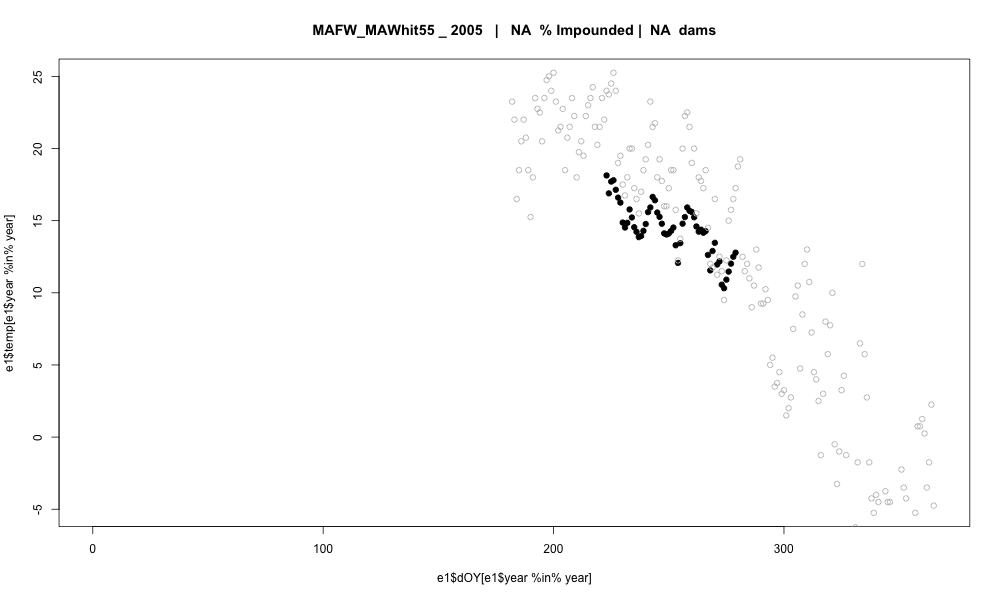 MAFW_MAWhit55 _ 2005 | NA % Impounded | NA dams
25
20
15
10
5
0
-5
e1$temp[e1$year %in% year]
0 100 200 300
e1$dOY[e1$year %in% year]